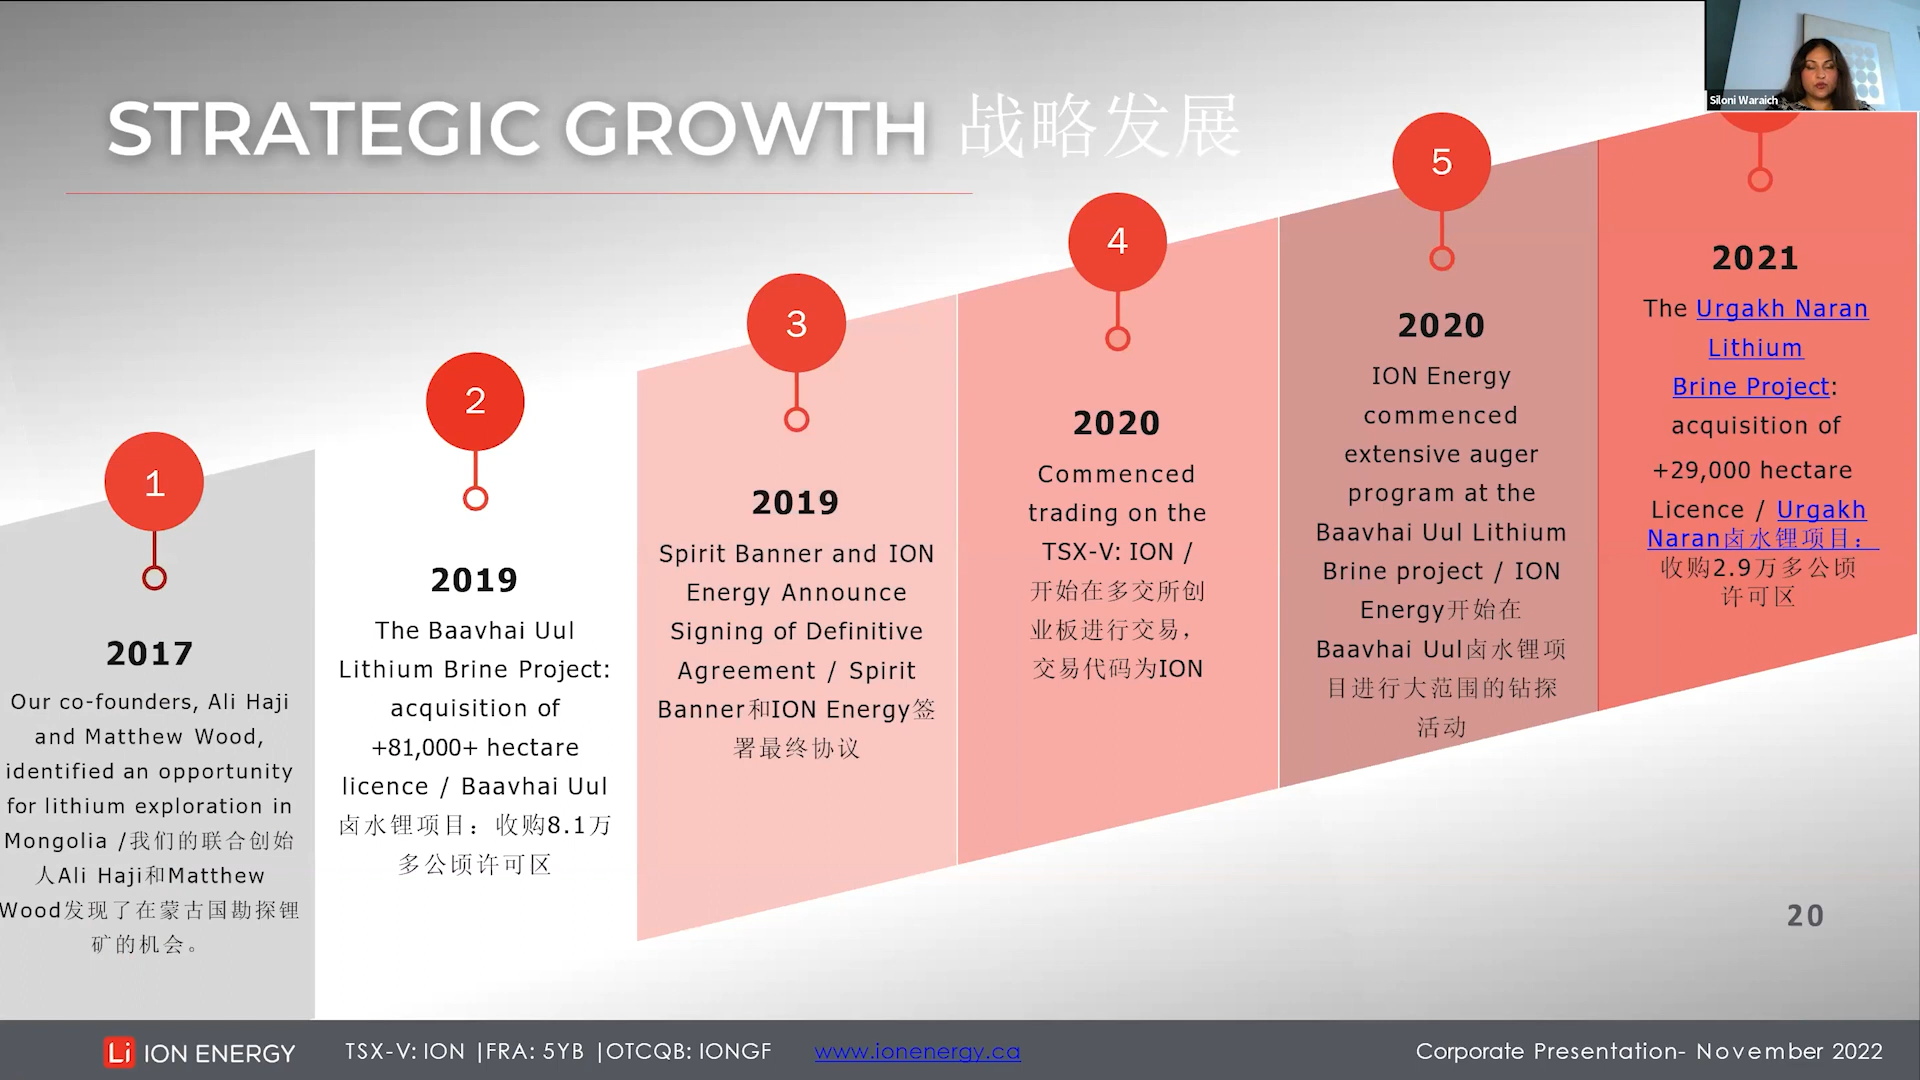 STRATEGIC GROWTH 战略发展
Siloni Waraich
1
2017
Our co-founders, Ali Haji
and Matthew Wood,
identified an opportunity
for lithium exploration in
Mongolia /我们的联合创始
人Ali Haji和Matthew
Wood发现了在蒙古国勘探锂
矿的机会。
2
2019
The Baavhai Uul
Lithium Brine Project:
acquisition of
+81,000+ hectare
licence / Baavhai Uul
卤水锂项目：收购8.1万
多公顷许可区
3
2019
Spirit Banner and ION
Energy Announce
Signing of Definitive
Agreement / Spirit
Banner和ION Energy签
署最终协议
4
2020
Commenced
trading on the
TSX-V: ION /
开始在多交所创
业板进行交易，
交易代码为ION
5
2020
ION Energy
commenced
extensive auger
program at the
Baavhai Uul Lithium
Brine project / ION
Energy开始在
Baavhai Uul卤水锂项
目进行大范围的钻探
活动
2021
The Urgakh Naran
Lithium
Brine Project:
acquisition of
+29,000 hectare
Licence / Urgakh
Naran卤水锂项目：
收购2.9万多公顷
许可区
20
Li ION ENERGY
TSX-V: ION |FRA: 5YB |OTCQB: IONGF
www.ionenergy.ca
Corporate Presentation- November 2022